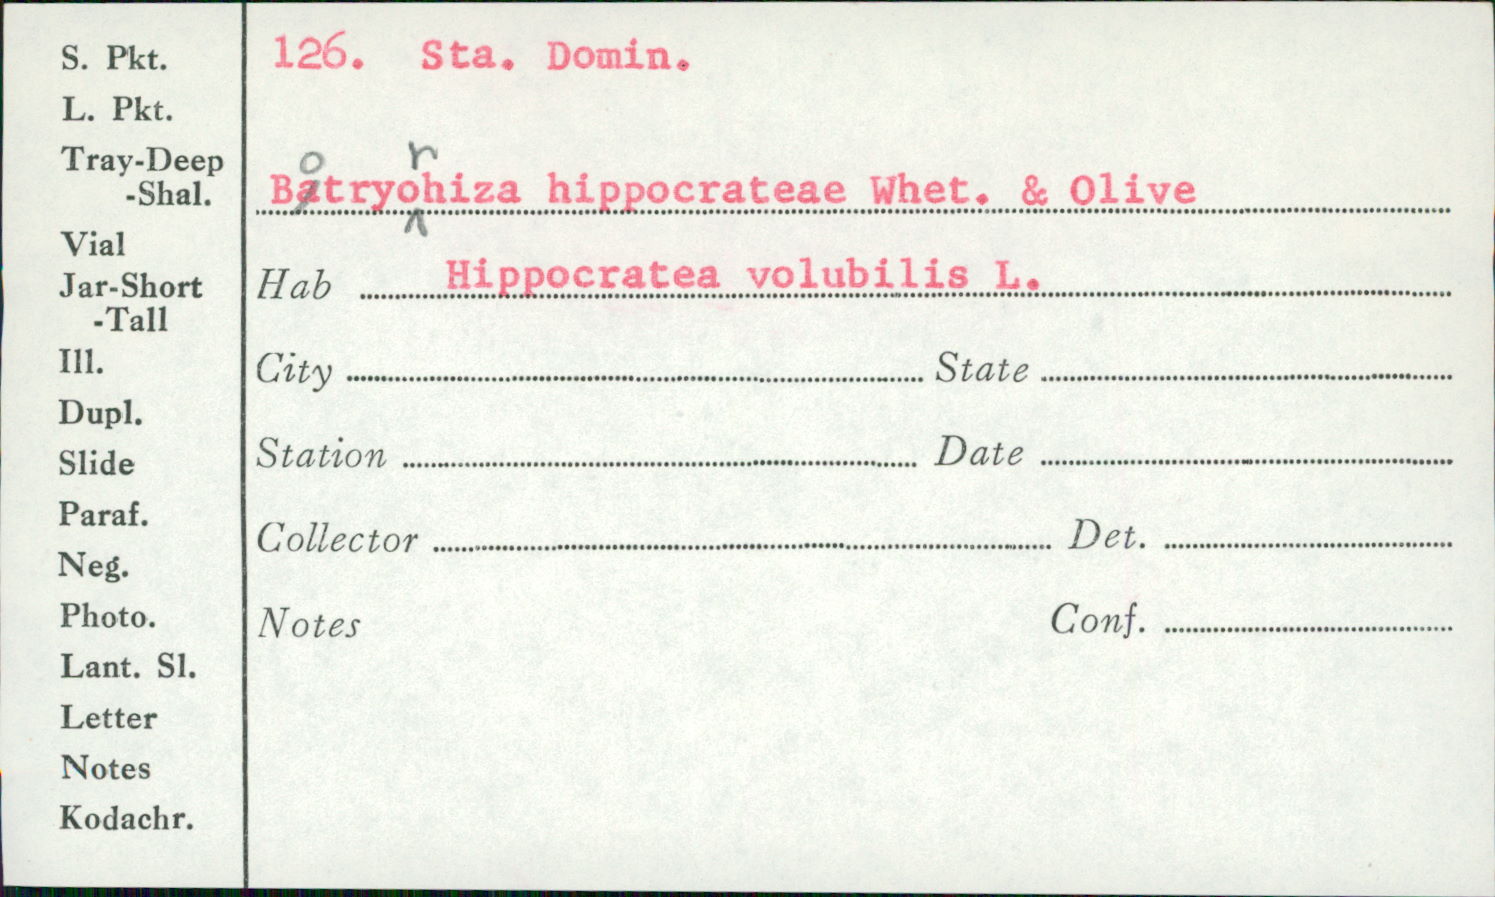 S. Pkt.
L. Pkt.
Tray-Deep
-Shal.
Vial
Jar-Short
-Tall
Ill.
Dupl.
Slide
Paraf.
Neg.
Photo.
Lant. Sl.
Letter
Notes
Kodachr.
126. Sta. Domin.
o r
Batryohiza hippocrateae Whet. & Olive
Hab Hippocratea volubilis L.
City State
Station Date
Collector Det.
Notes Conf.